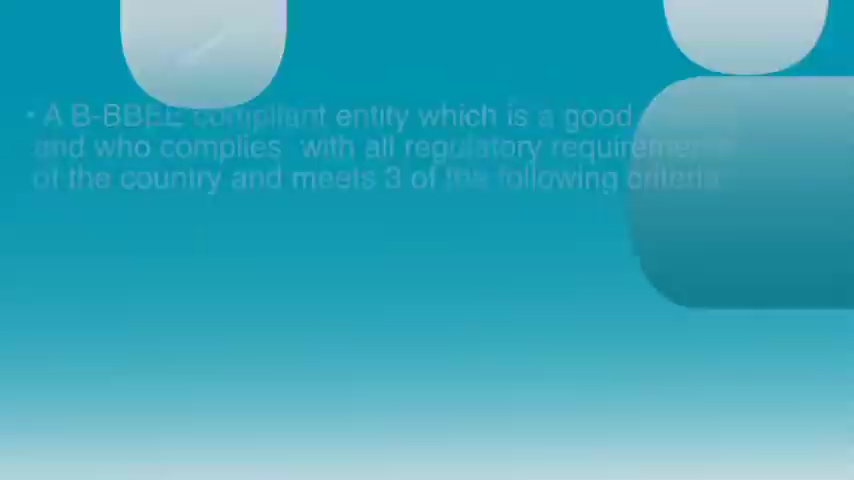 • A B-BBEE compliant entity which is a good
and who complies with all regulatory requirements
of the country and meets 3 of the following criteria